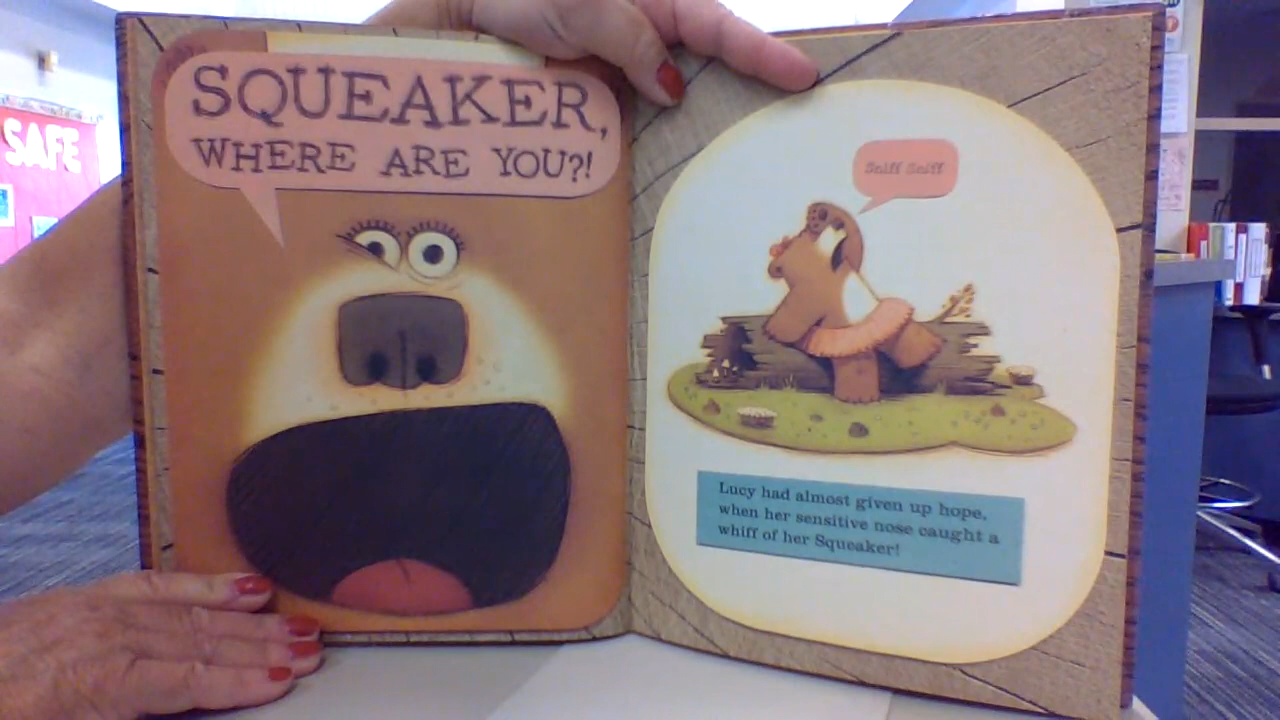 SAFE
SQUEAKER,
WHERE ARE YOU?!
Sniff Sniff
Lucy had almost given up hope,
when her sensitive nose caught a
whiff of her Squeaker!